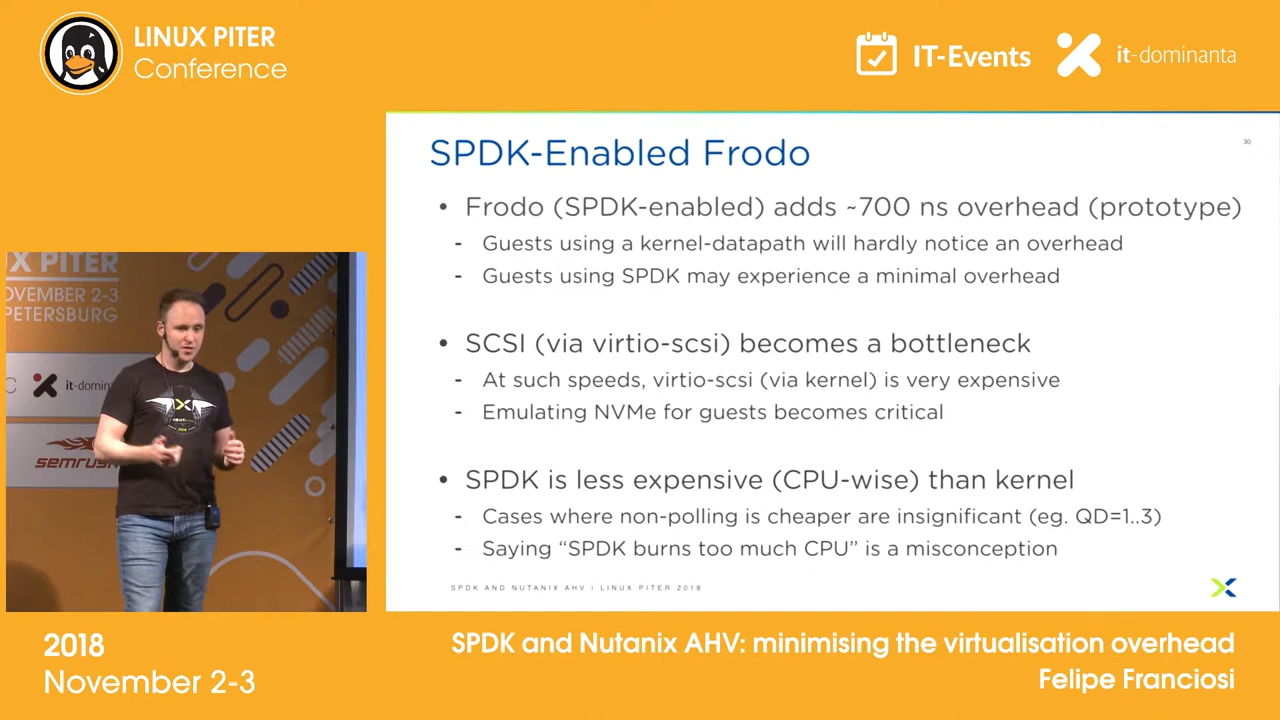 LINUX PITER
Conference
IT-Events
it-dominanta
SPDK-Enabled Frodo
30
• Frodo (SPDK-enabled) adds ~700 ns overhead (prototype)
- Guests using a kernel-datapath will hardly notice an overhead
- Guests using SPDK may experience a minimal overhead
• SCSI (via virtio-scsi) becomes a bottleneck
- At such speeds, virtio-scsi (via kernel) is very expensive
- Emulating NVMe for guests becomes critical
• SPDK is less expensive (CPU-wise) than kernel
- Cases where non-polling is cheaper are insignificant (eg. QD=1..3)
- Saying “SPDK burns too much CPU” is a misconception
SPDK AND NUTANIX AHV | LINUX PITER 2018
UX PITER
OVEMBER 2-3
PETERSBURG
C
it-domina
semrush
2018
November 2-3
SPDK and Nutanix AHV: minimising the virtualisation overhead
Felipe Franciosi